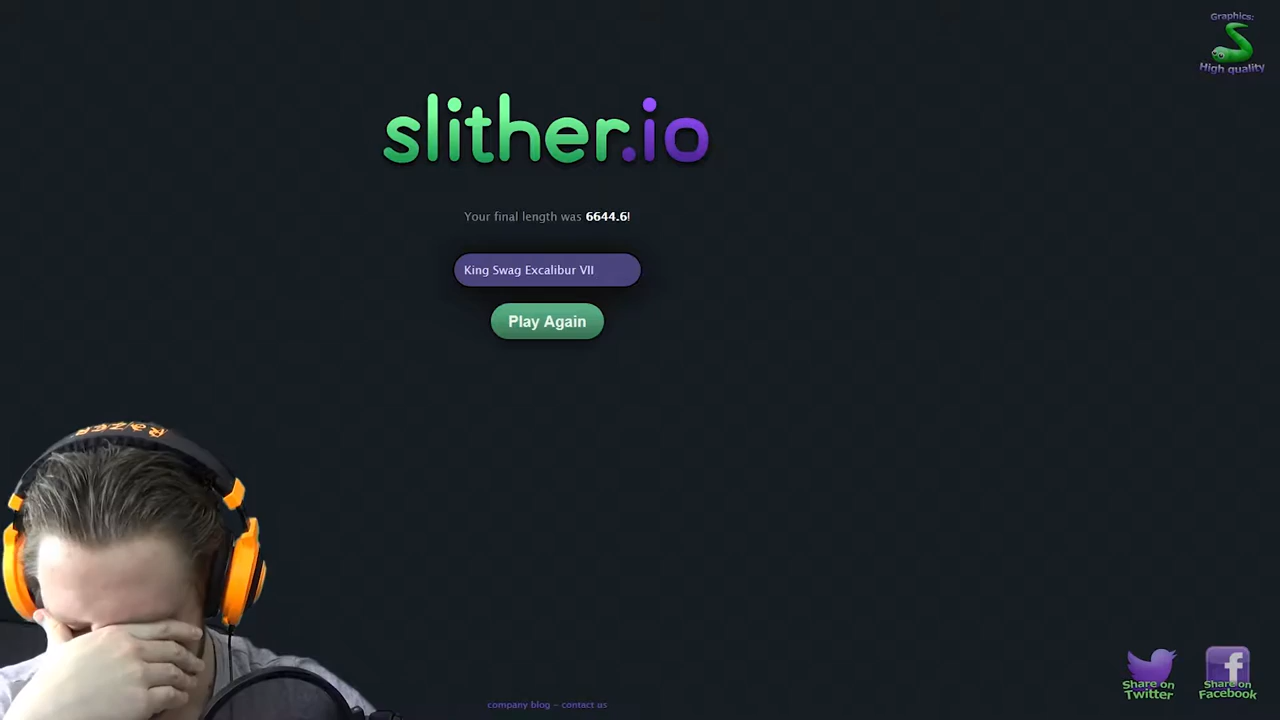 Graphics:
High quality
slither.io
Your final length was 6644.6!
King Swag Excalibur VII
Play Again
RAZER
Share on
Twitter
Share on
Facebook
company blog - contact us